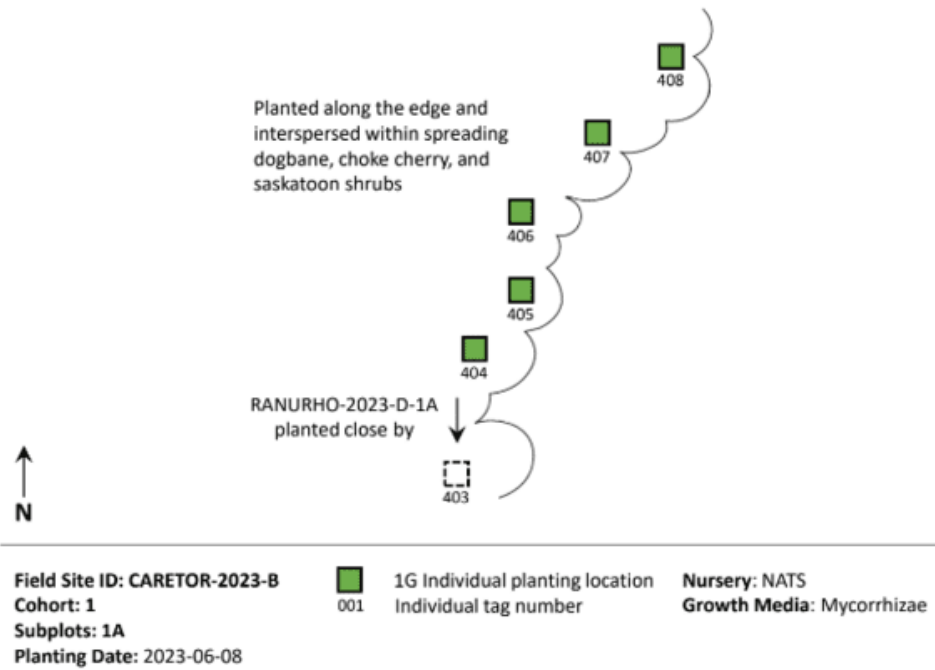 408
Planted along the edge and
interspersed within spreading
dogbane, choke cherry, and
saskatoon shrubs
407
406
405
404
RANURHO-2023-D-1A
planted close by
403
N
Field Site ID: CARETOR-2023-B
Cohort: 1
Subplots: 1A
Planting Date: 2023-06-08
1G Individual planting location
001 Individual tag number
Nursery: NATS
Growth Media: Mycorrhizae